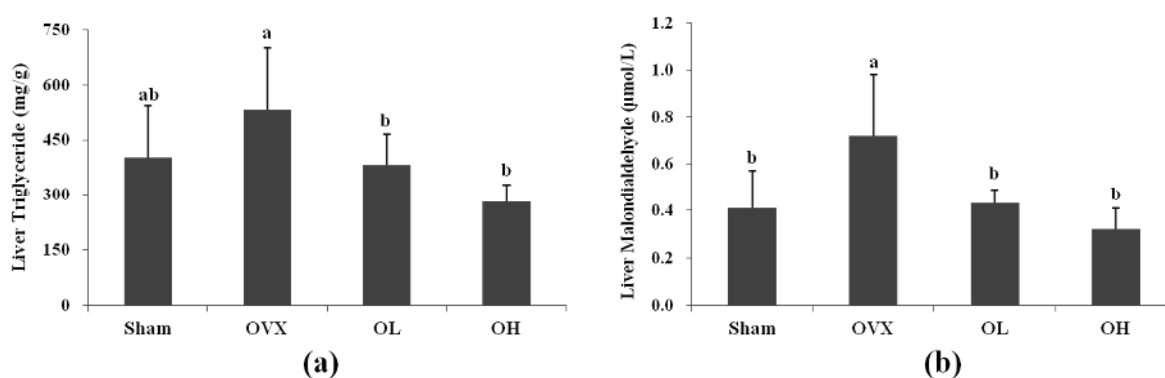 Liver Triglyceride (mg/g)
750
600
450
300
150
0
ab
a
b
b
Sham OVX OL OH
(a)
Liver Malondialdehyde (μmol/L)
1.2
1.0
0.8
0.6
0.4
0.2
0.0
b
a
b
b
Sham OVX OL OH
(b)